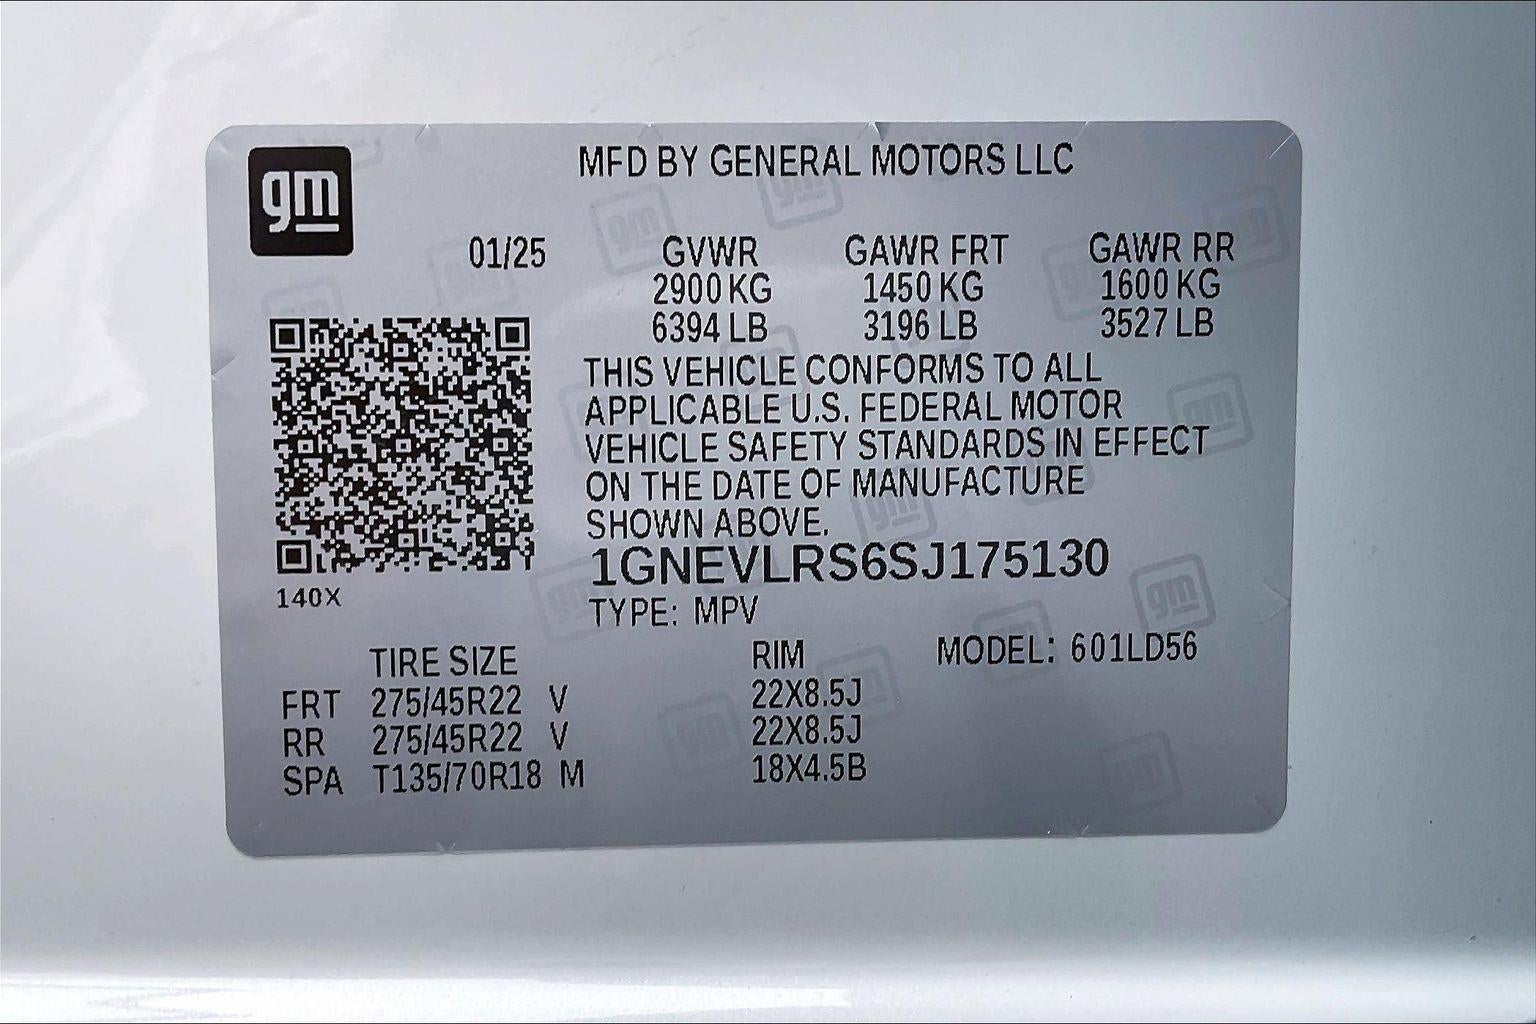 gm
MFD BY GENERAL MOTORS LLC
01/25 GVWR GAWR FRT GAWR RR
2900 KG 1450 KG 1600 KG
6394 LB 3196 LB 3527 LB
THIS VEHICLE CONFORMS TO ALL
APPLICABLE U.S. FEDERAL MOTOR
VEHICLE SAFETY STANDARDS IN EFFECT
ON THE DATE OF MANUFACTURE
SHOWN ABOVE.
1GNEVLRS6SJ175130
140X
TYPE: MPV
TIRE SIZE RIM MODEL: 601LD56
FRT 275/45R22 V 22X8.5J
RR 275/45R22 V 22X8.5J
SPA T135/70R18 M 18X4.5B